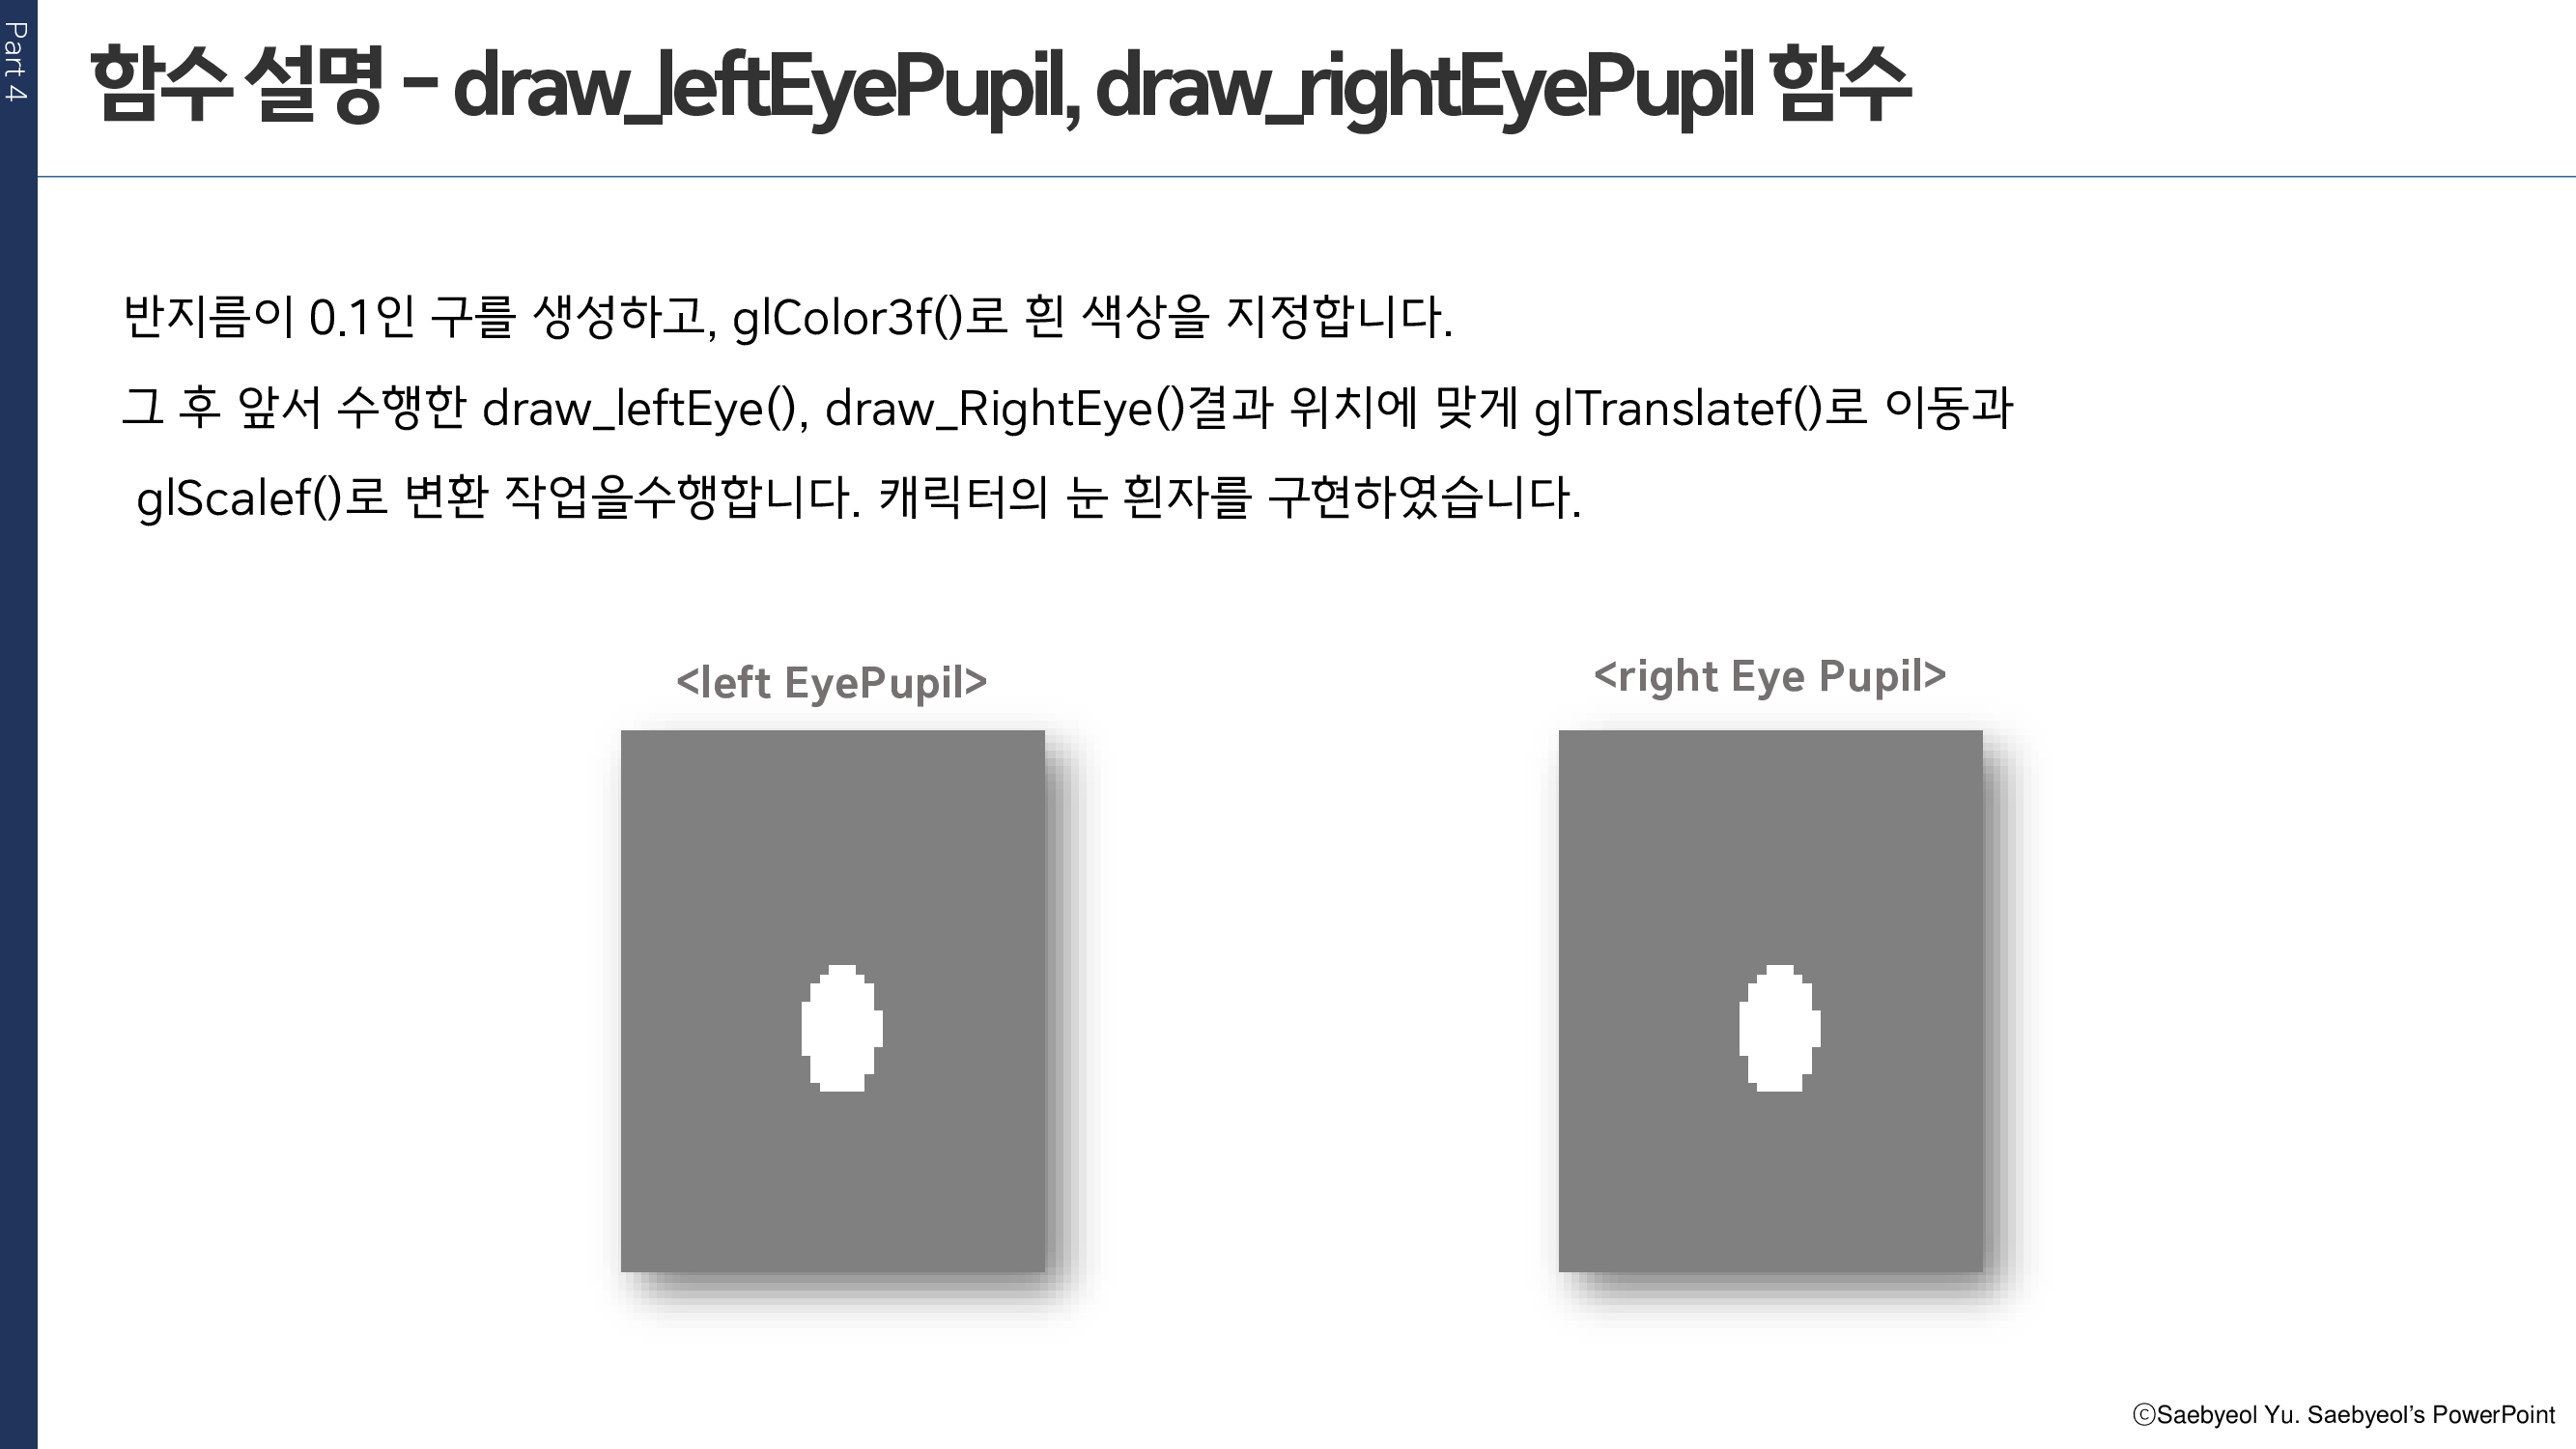 Part 4
함수 설명 - draw_leftEyePupil, draw_rightEyePupil 함수
반지름이 0.1인 구를 생성하고, glColor3f()로 흰 색상을 지정합니다.
그 후 앞서 수행한 draw_leftEye(), draw_RightEye()결과 위치에 맞게 glTranslatef()로 이동과
glScalef()로 변환 작업을수행합니다. 캐릭터의 눈 흰자를 구현하였습니다.
<left EyePupil>
<right Eye Pupil>
ⓒSaebyeol Yu. Saebyeol’s PowerPoint